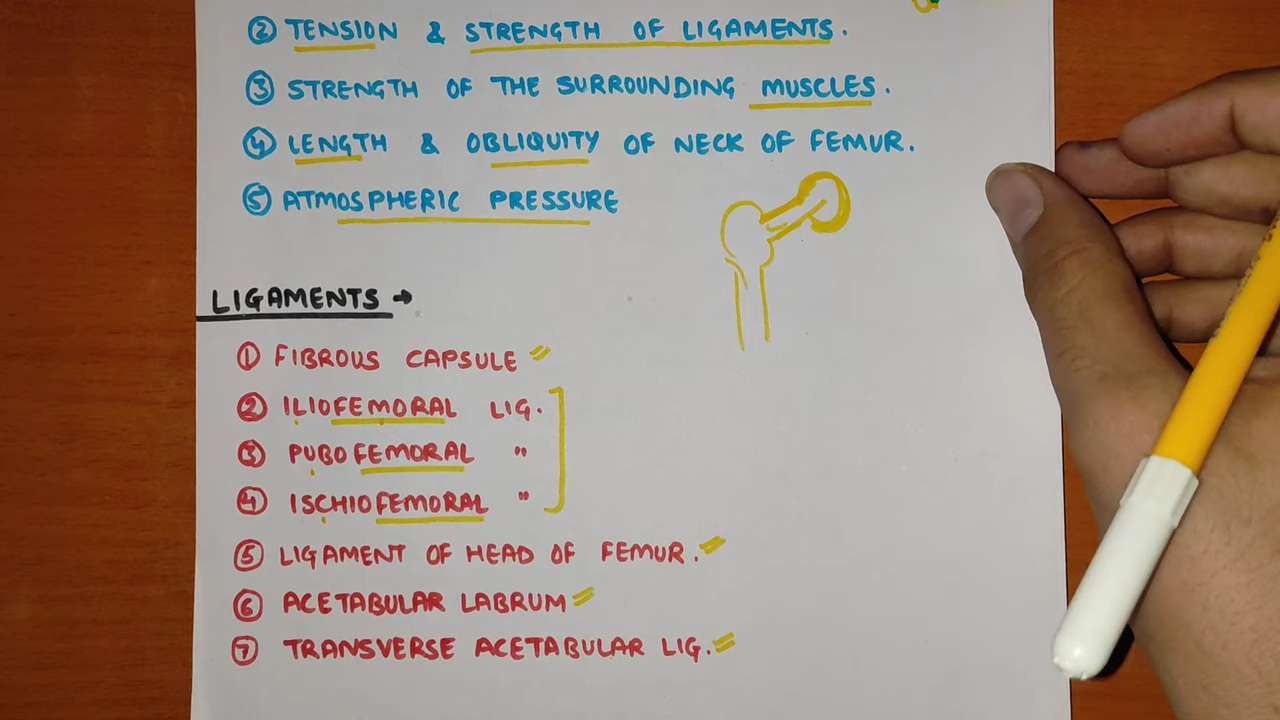 ② TENSION & STRENGTH OF LIGAMENTS.
③ STRENGTH OF THE SURROUNDING MUSCLES.
④ LENGTH & OBLIQUITY OF NECK OF FEMUR.
⑤ ATMOSPHERIC PRESSURE
LIGAMENTS →
① FIBROUS CAPSULE
② ILIOFEMORAL LIG.
③ PUBOFEMORAL "
④ ISCHIOFEMORAL "
⑤ LIGAMENT OF HEAD OF FEMUR.
⑥ ACETABULAR LABRUM
⑦ TRANSVERSE ACETABULAR LIG.